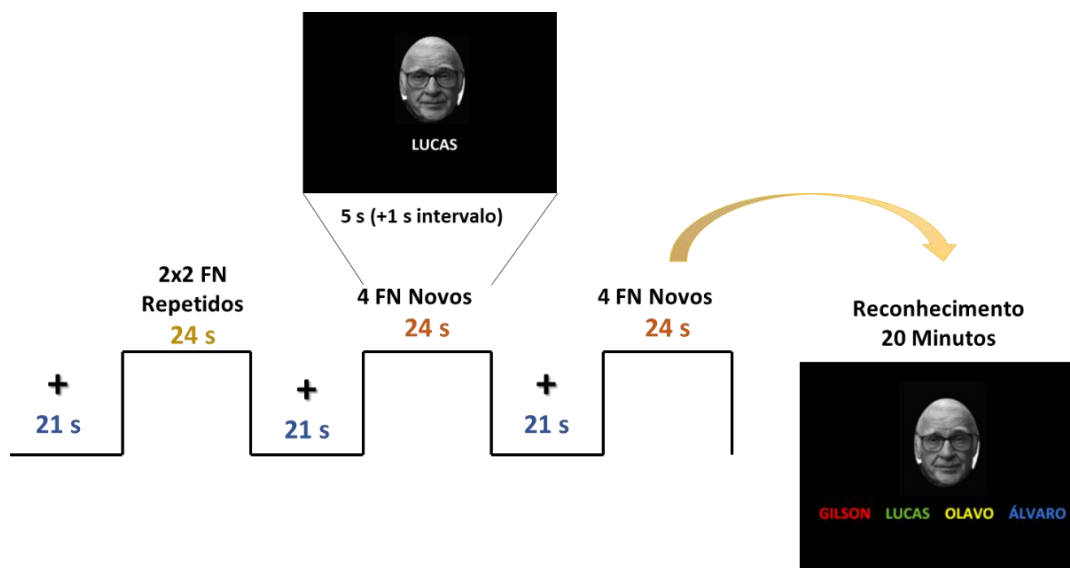 LUCAS
5 s (+1 s intervalo)
2x2 FN
Repetidos
24 s
4 FN Novos
24 s
4 FN Novos
24 s
Reconhecimento
20 Minutos
+
21 s
+
21 s
+
21 s
GILSON LUCAS OLAVO ÁLVARO